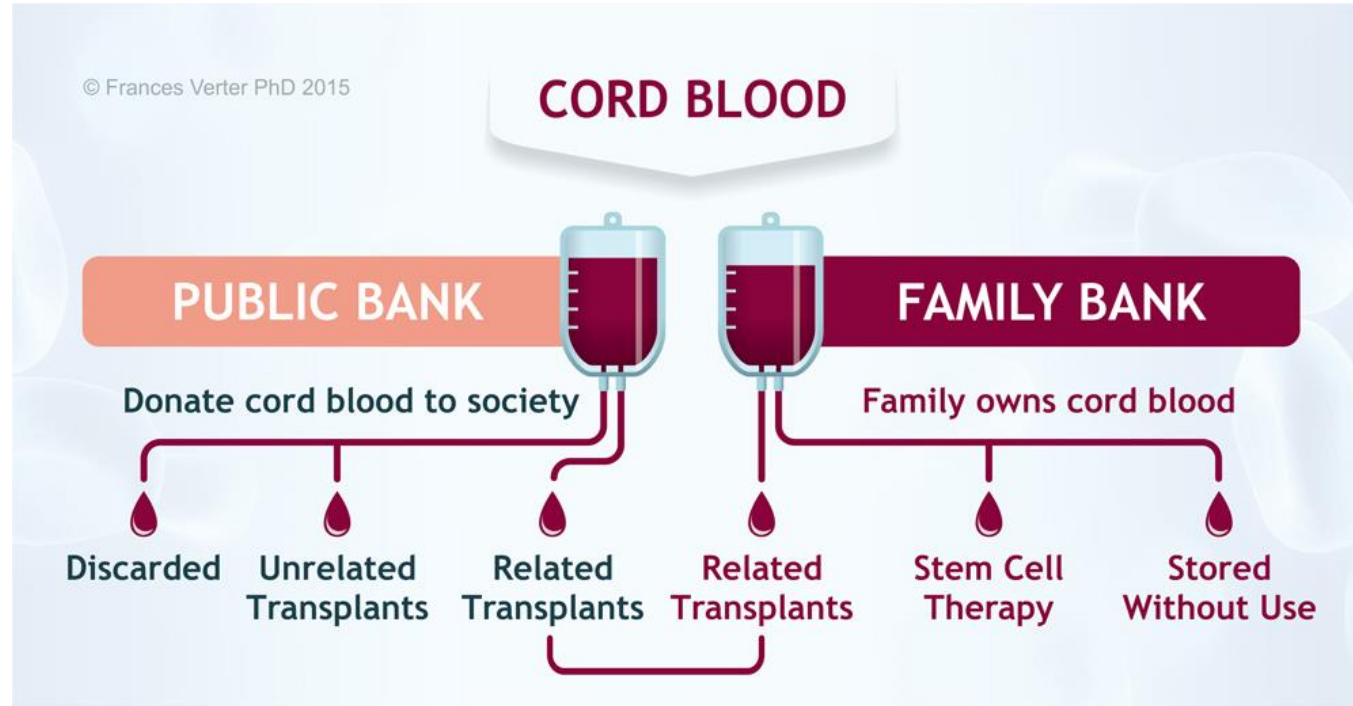 © Frances Verter PhD 2015
CORD BLOOD
PUBLIC BANK
Donate cord blood to society
Discarded
Unrelated
Transplants
Related
Transplants
FAMILY BANK
Family owns cord blood
Related
Transplants
Stem Cell
Therapy
Stored
Without Use